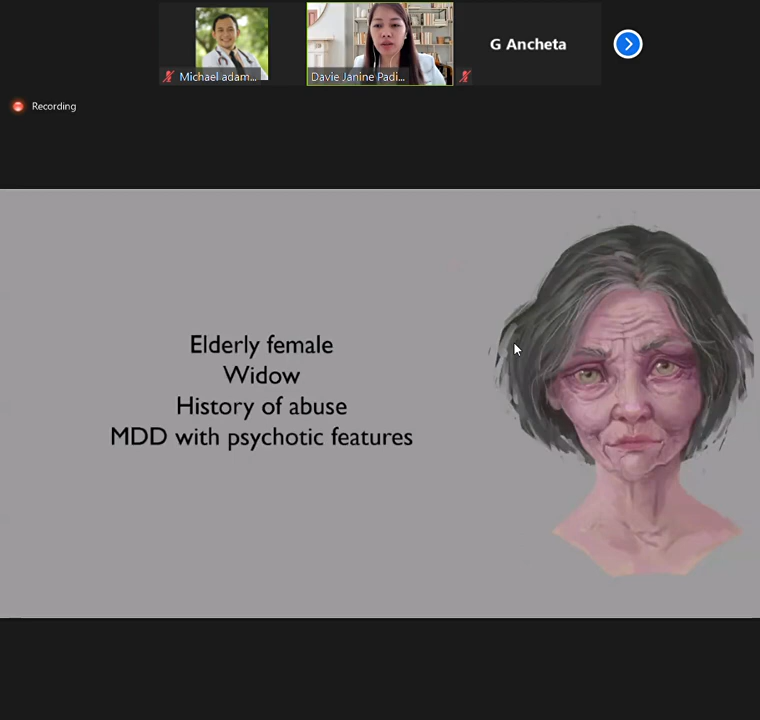 Michael adam...
Davie Janine Padi...
G Ancheta
Recording
Elderly female
Widow
History of abuse
MDD with psychotic features